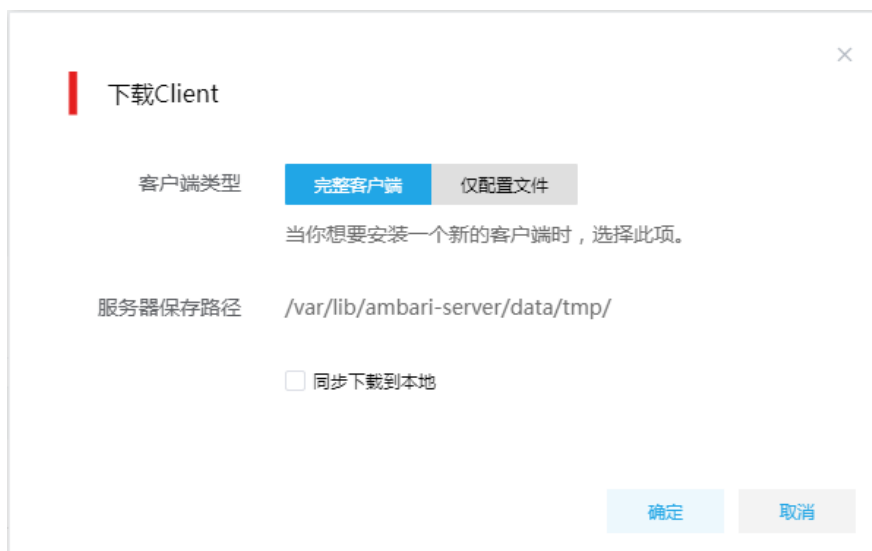 下载Client
客户端类型 完整客户端 仅配置文件
当你想要安装一个新的客户端时，选择此项。
服务器保存路径 /var/lib/ambari-server/data/tmp/
同步下载到本地
确定 取消